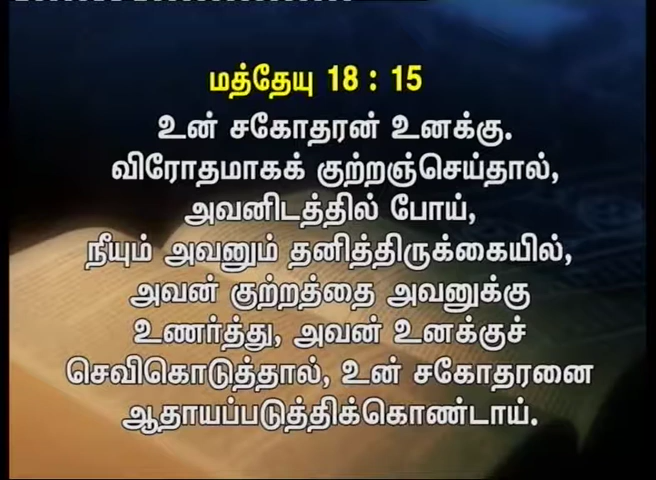 மத்தேயு 18 : 15
உன் சகோதரன் உனக்கு.
விரோதமாகக் குற்றஞ்செய்தால்,
அவனிடத்தில் போய்,
நீயும் அவனும் தனித்திருக்கையில்,
அவன் குற்றத்தை அவனுக்கு
உணர்த்து, அவன் உனக்குச்
செவிகொடுத்தால், உன் சகோதரனை
ஆதாயப்படுத்திக்கொண்டாய்.